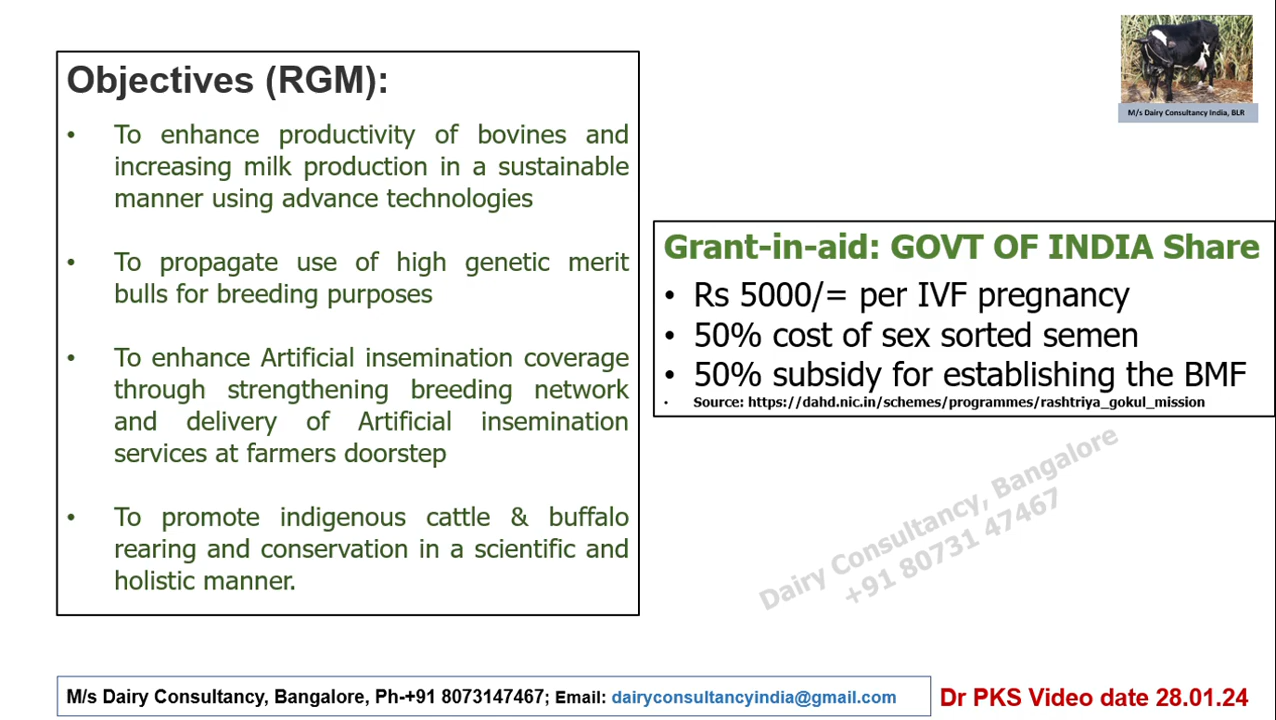 M/s Dairy Consultancy India, BLR
Objectives (RGM):
• To enhance productivity of bovines and
increasing milk production in a sustainable
manner using advance technologies
• To propagate use of high genetic merit
bulls for breeding purposes
• To enhance Artificial insemination coverage
through strengthening breeding network
and delivery of Artificial insemination
services at farmers doorstep
• To promote indigenous cattle & buffalo
rearing and conservation in a scientific and
holistic manner.
Grant-in-aid: GOVT OF INDIA Share
• Rs 5000/= per IVF pregnancy
• 50% cost of sex sorted semen
• 50% subsidy for establishing the BMF
• Source: https://dahd.nic.in/schemes/programmes/rashtriya_gokul_mission
Dairy Consultancy, Bangalore
+91 80731 47467
M/s Dairy Consultancy, Bangalore, Ph-+91 8073147467; Email: dairyconsultancyindia@gmail.com
Dr PKS Video date 28.01.24